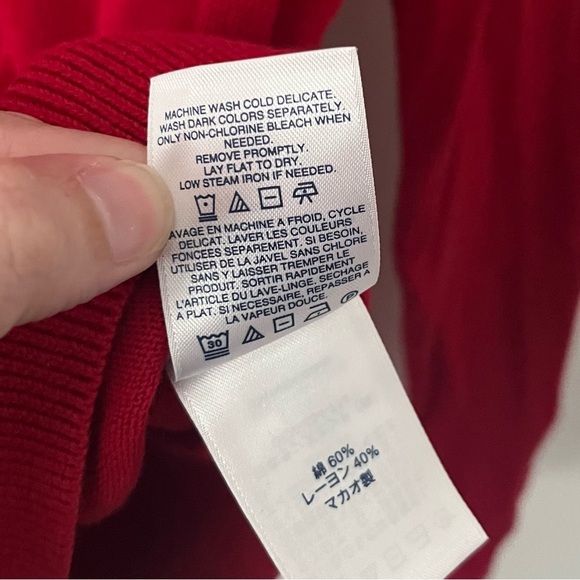 MACHINE WASH COLD DELICATE.
WASH DARK COLORS SEPARATELY.
ONLY NON-CHLORINE BLEACH WHEN
NEEDED.
REMOVE PROMPTLY.
LAY FLAT TO DRY.
LOW STEAM IRON IF NEEDED.
AVAGE EN MACHINE A FROID, CYCLE
DELICAT. LAVER LES COULEURS
FONCEES SEPAREMENT. SI BESOIN,
UTILISER DE LA JAVEL SANS CHLORE
SANS Y LAISSER TREMPER LE
PRODUIT. SORTIR RAPIDEMENT
L'ARTICLE DU LAVE-LINGE. SECHAGE
A PLAT. SI NECESSAIRE, REPASSER A
LA VAPEUR DOUCE.
30 P
綿 60%
レーヨン 40%
マカオ製